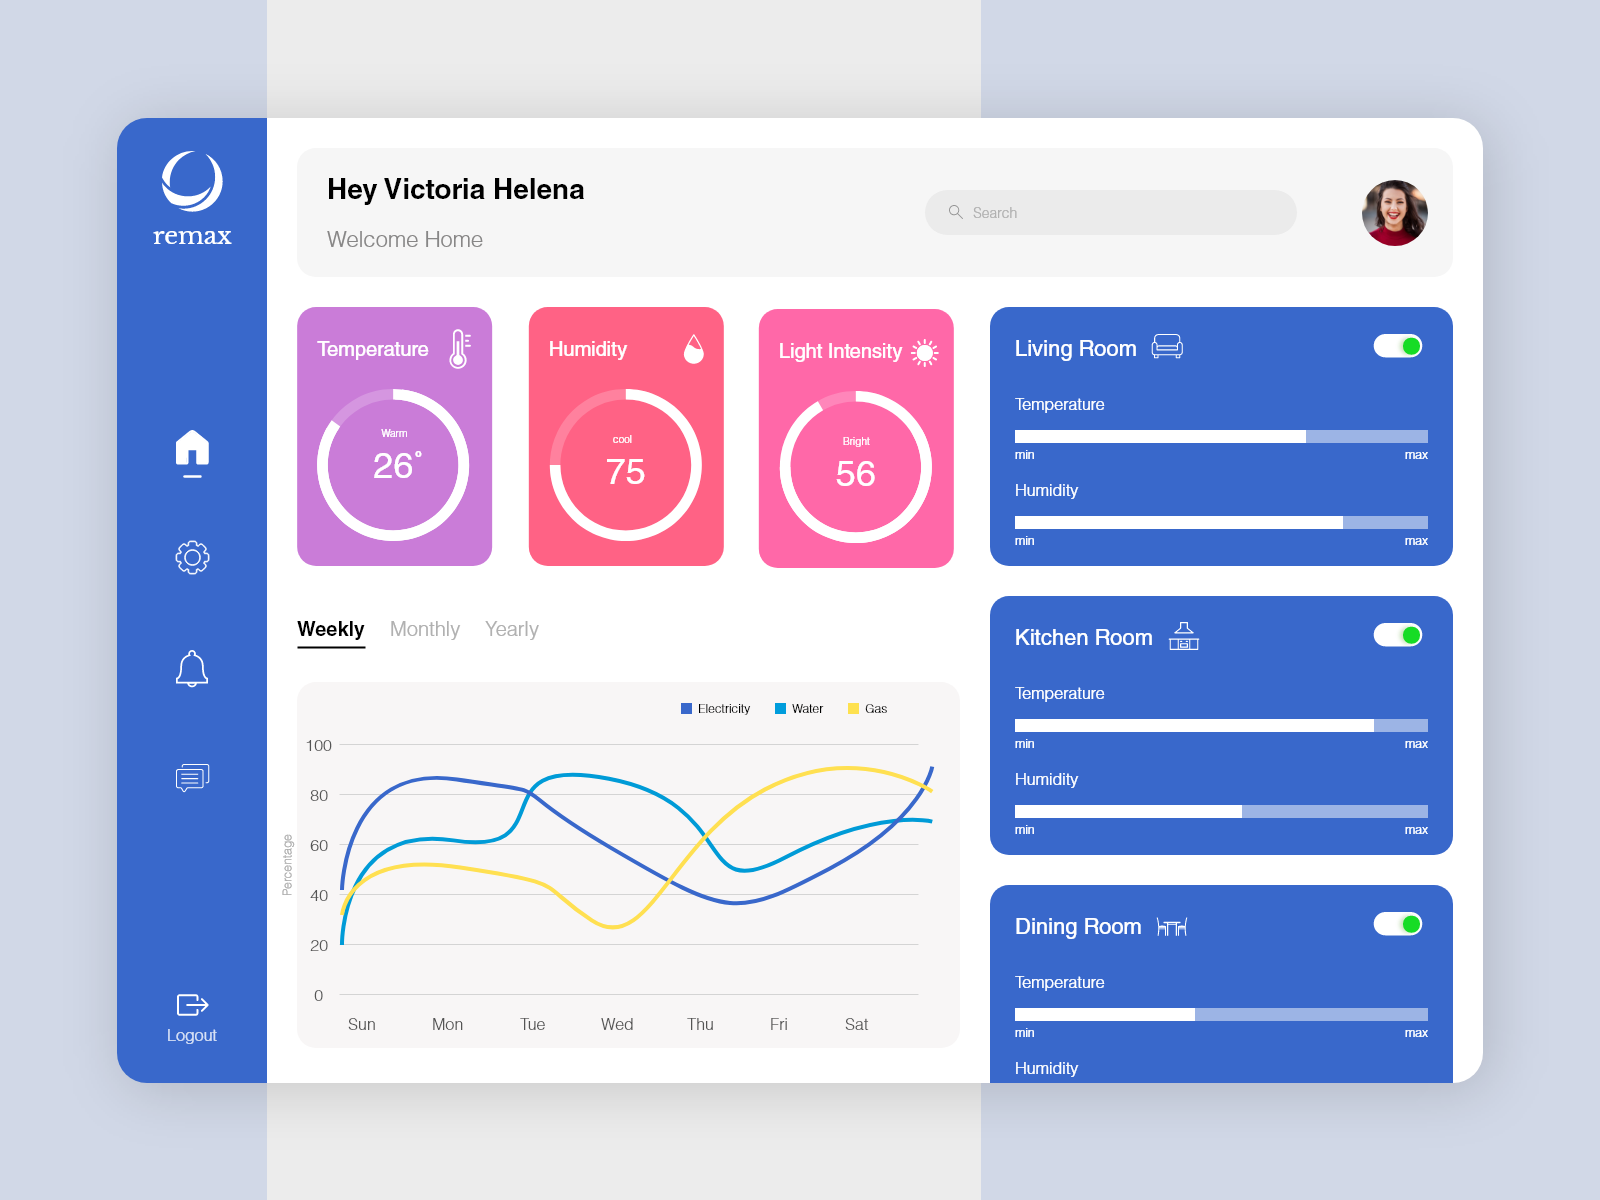 remax
Logout
Hey Victoria Helena
Welcome Home
Search
Temperature
Warm
26°
Humidity
cool
75
Light Intensity
Bright
56
Weekly Monthly Yearly
Electricity Water Gas
Percentage
100
80
60
40
20
0
Sun Mon Tue Wed Thu Fri Sat
Living Room
Temperature
min max
Humidity
min max
Kitchen Room
Temperature
min max
Humidity
min max
Dining Room
Temperature
min max
Humidity